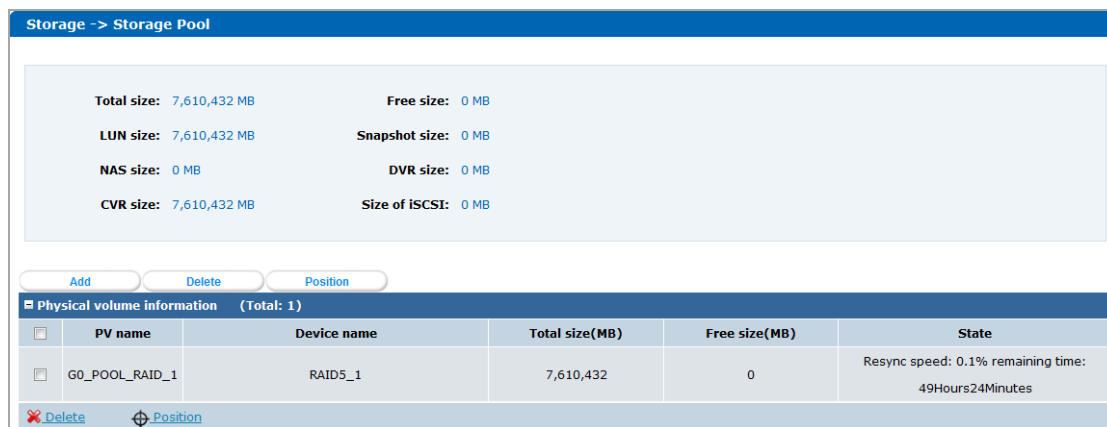 Storage -> Storage Pool
Total size: 7,610,432 MB Free size: 0 MB
LUN size: 7,610,432 MB Snapshot size: 0 MB
NAS size: 0 MB DVR size: 0 MB
CVR size: 7,610,432 MB Size of iSCSI: 0 MB
Add Delete Position
Physical volume information (Total: 1)
PV name Device name Total size(MB) Free size(MB) State
G0_POOL_RAID_1 RAID5_1 7,610,432 0 Resync speed: 0.1% remaining time:
49Hours24Minutes
Delete Position